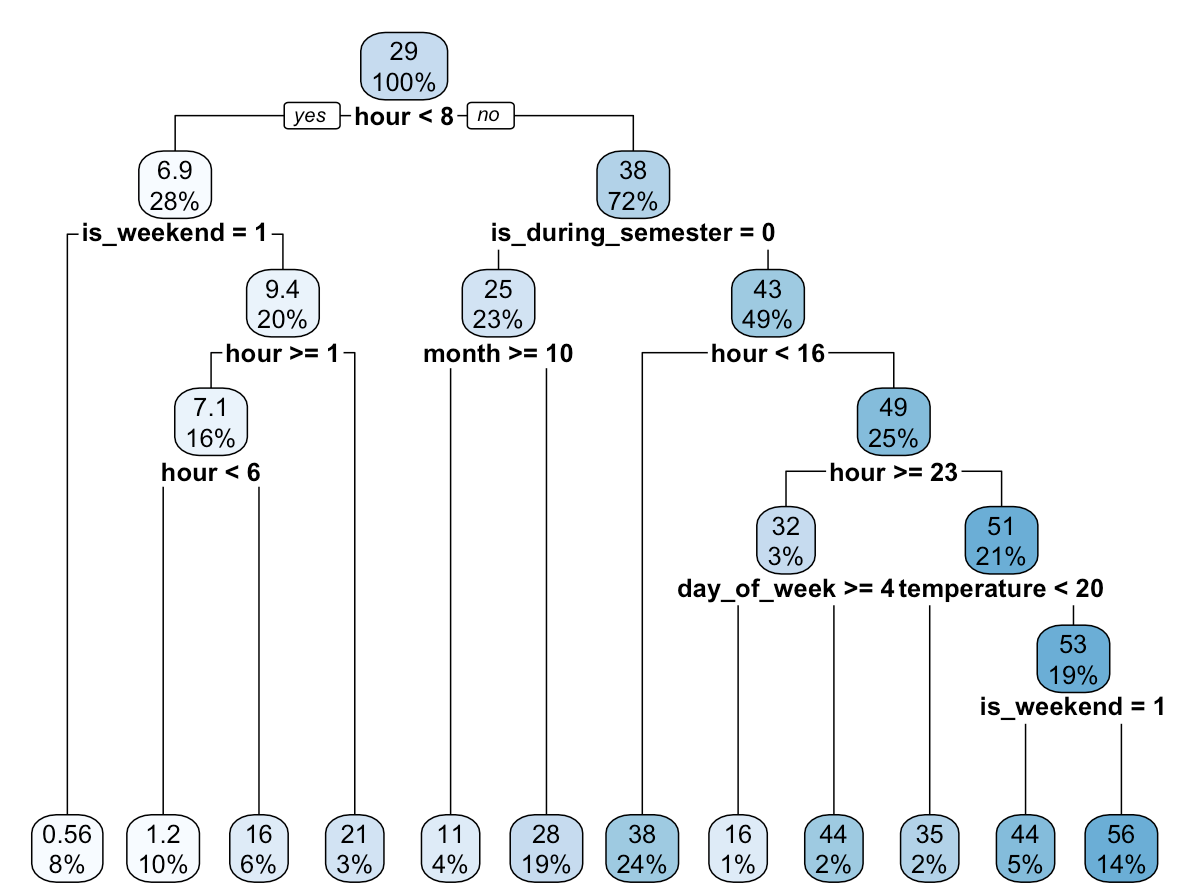 29
100%
yes hour < 8 no
6.9 38
28% 72%
is_weekend = 1 is_during_semester = 0
9.4 25 43
20% 23% 49%
hour >= 1 month >= 10 hour < 16
7.1 49
16% 25%
hour < 6 hour >= 23
32 51
3% 21%
day_of_week >= 4 temperature < 20
53
19%
is_weekend = 1
0.56 1.2 16 21 11 28 38 16 44 35 44 56
8% 10% 6% 3% 4% 19% 24% 1% 2% 2% 5% 14%